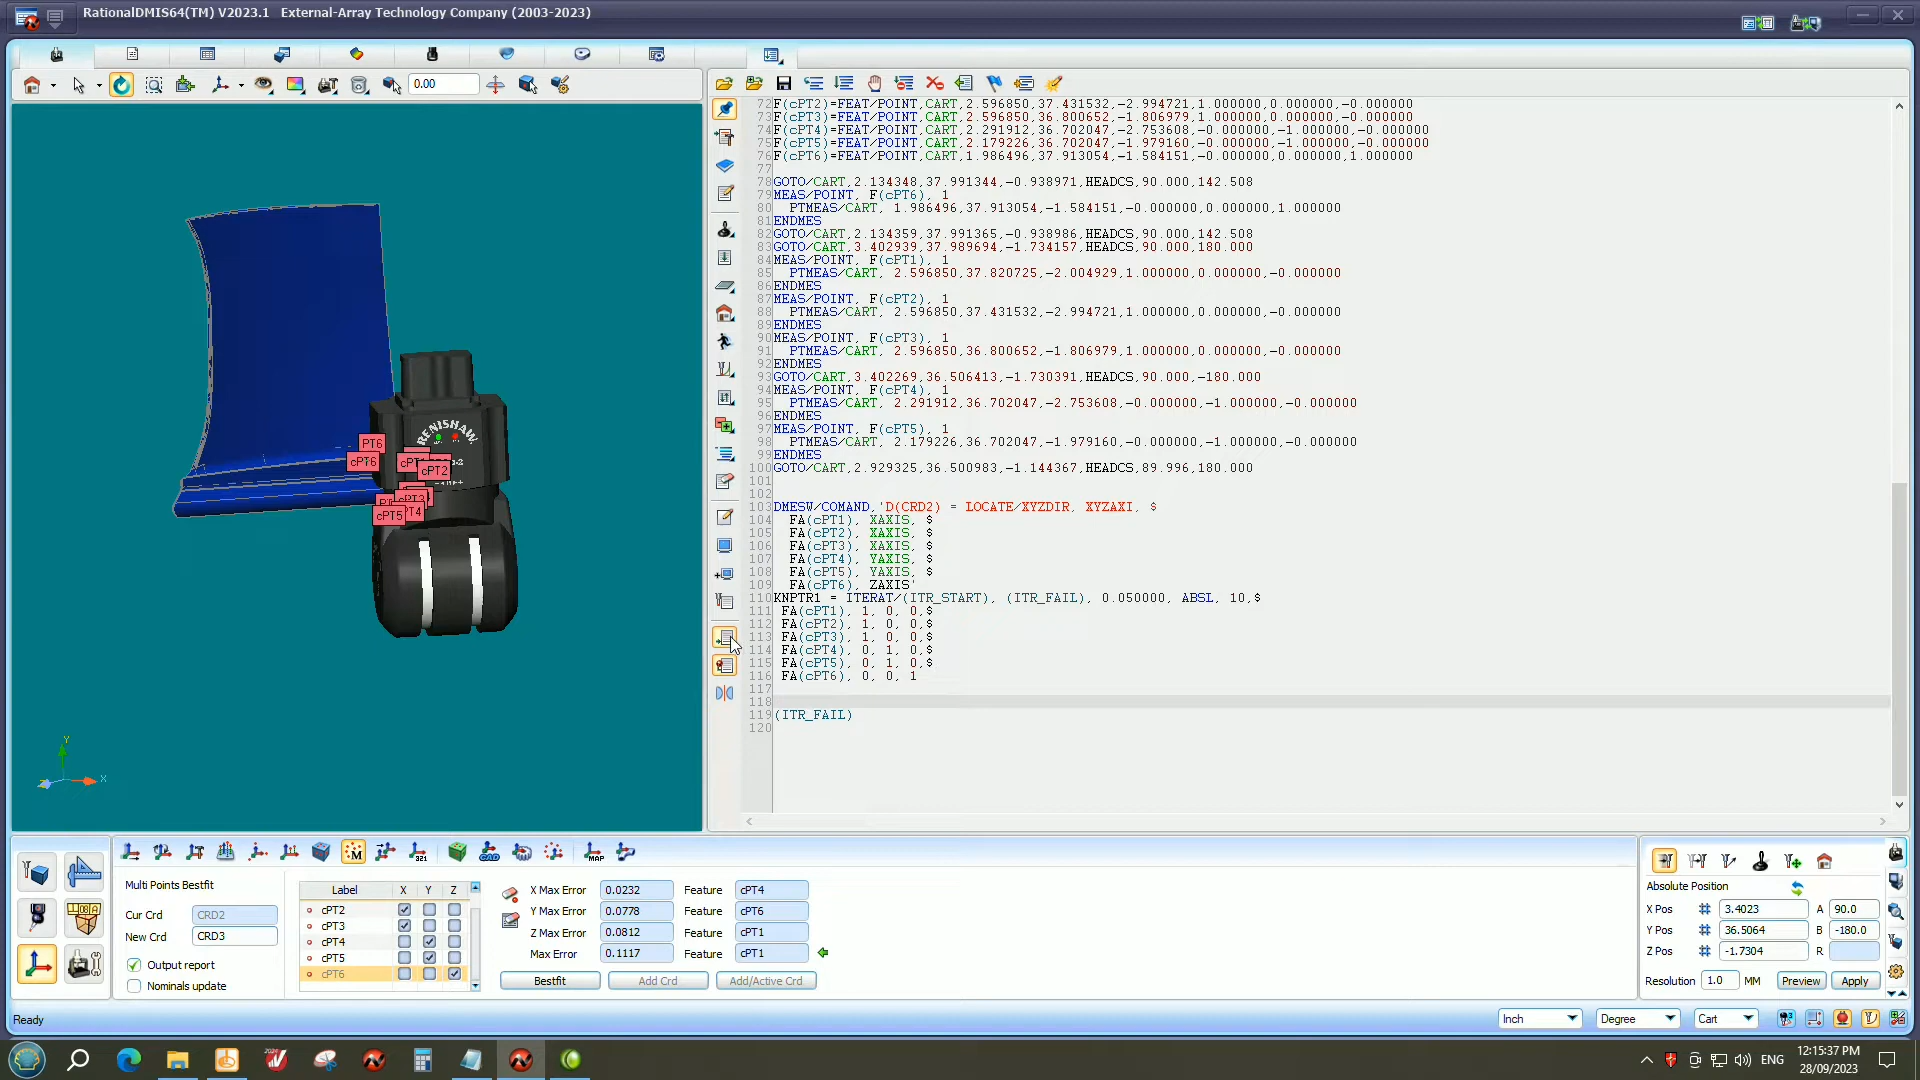 RationalDMIS64(TM) V2023.1 External-Array Technology Company (2003-2023)
0.00
72 F(cPT2)=FEAT/POINT,CART,2.596850,37.431532,-2.994721,1.000000,0.000000,-0.000000
73 F(cPT3)=FEAT/POINT,CART,2.596850,36.800652,-1.806979,1.000000,0.000000,-0.000000
74 F(cPT4)=FEAT/POINT,CART,2.291912,36.702047,-2.753608,-0.000000,-1.000000,-0.000000
75 F(cPT5)=FEAT/POINT,CART,2.179226,36.702047,-1.979160,-0.000000,-1.000000,-0.000000
76 F(cPT6)=FEAT/POINT,CART,1.986496,37.913054,-1.584151,-0.000000,0.000000,1.000000
77
78 GOTO/CART,2.134348,37.991344,-0.938971,HEADCS,90.000,142.508
79 MEAS/POINT, F(cPT6), 1
80 PTMEAS/CART, 1.986496,37.913054,-1.584151,-0.000000,0.000000,1.000000
81 ENDMES
82 GOTO/CART,2.134359,37.991365,-0.938986,HEADCS,90.000,142.508
83 GOTO/CART,3.402939,37.989694,-1.734157,HEADCS,90.000,180.000
84 MEAS/POINT, F(cPT1), 1
85 PTMEAS/CART, 2.596850,37.820725,-2.004929,1.000000,0.000000,-0.000000
86 ENDMES
87 MEAS/POINT, F(cPT2), 1
88 PTMEAS/CART, 2.596850,37.431532,-2.994721,1.000000,0.000000,-0.000000
89 ENDMES
90 MEAS/POINT, F(cPT3), 1
91 PTMEAS/CART, 2.596850,36.800652,-1.806979,1.000000,0.000000,-0.000000
92 ENDMES
93 GOTO/CART,3.402269,36.506413,-1.730391,HEADCS,90.000,-180.000
94 MEAS/POINT, F(cPT4), 1
95 PTMEAS/CART, 2.291912,36.702047,-2.753608,-0.000000,-1.000000,-0.000000
96 ENDMES
97 MEAS/POINT, F(cPT5), 1
98 PTMEAS/CART, 2.179226,36.702047,-1.979160,-0.000000,-1.000000,-0.000000
99 ENDMES
100 GOTO/CART,2.929325,36.500983,-1.144367,HEADCS,89.996,180.000
101
102
103 DMESW/COMAND,'D(CRD2) = LOCATE/XYZDIR, XYZAXI, $
104 FA(cPT1), XAXIS, $
105 FA(cPT2), XAXIS, $
106 FA(cPT3), XAXIS, $
107 FA(cPT4), YAXIS, $
108 FA(cPT5), YAXIS, $
109 FA(cPT6), ZAXIS'
110 KNPTR1 = ITERAT/(ITR_START), (ITR_FAIL), 0.050000, ABSL, 10,$
111 FA(cPT1), 1, 0, 0,$
112 FA(cPT2), 1, 0, 0,$
113 FA(cPT3), 1, 0, 0,$
114 FA(cPT4), 0, 1, 0,$
115 FA(cPT5), 0, 1, 0,$
116 FA(cPT6), 0, 0, 1
117
118
119 (ITR_FAIL)
120
RENISHAW
PT6
cPT6
cPT2
cPT3
cPT5
Y
X
Multi Points Bestfit
Cur Crd CRD2
New Crd CRD3
Output report
Nominals update
Label X Y Z
cPT2
cPT3
cPT4
cPT5
cPT6
X Max Error 0.0232 Feature cPT4
Y Max Error 0.0778 Feature cPT6
Z Max Error 0.0812 Feature cPT1
Max Error 0.1117 Feature cPT1
Bestfit Add Crd Add/Active Crd
M
321
CAD
MAP
Absolute Position
X Pos 3.4023 A 90.0
Y Pos 36.5064 B -180.0
Z Pos -1.7304 R
Resolution 1.0 MM Preview Apply
Ready
Inch Degree Cart
ENG
12:15:37 PM
28/09/2023